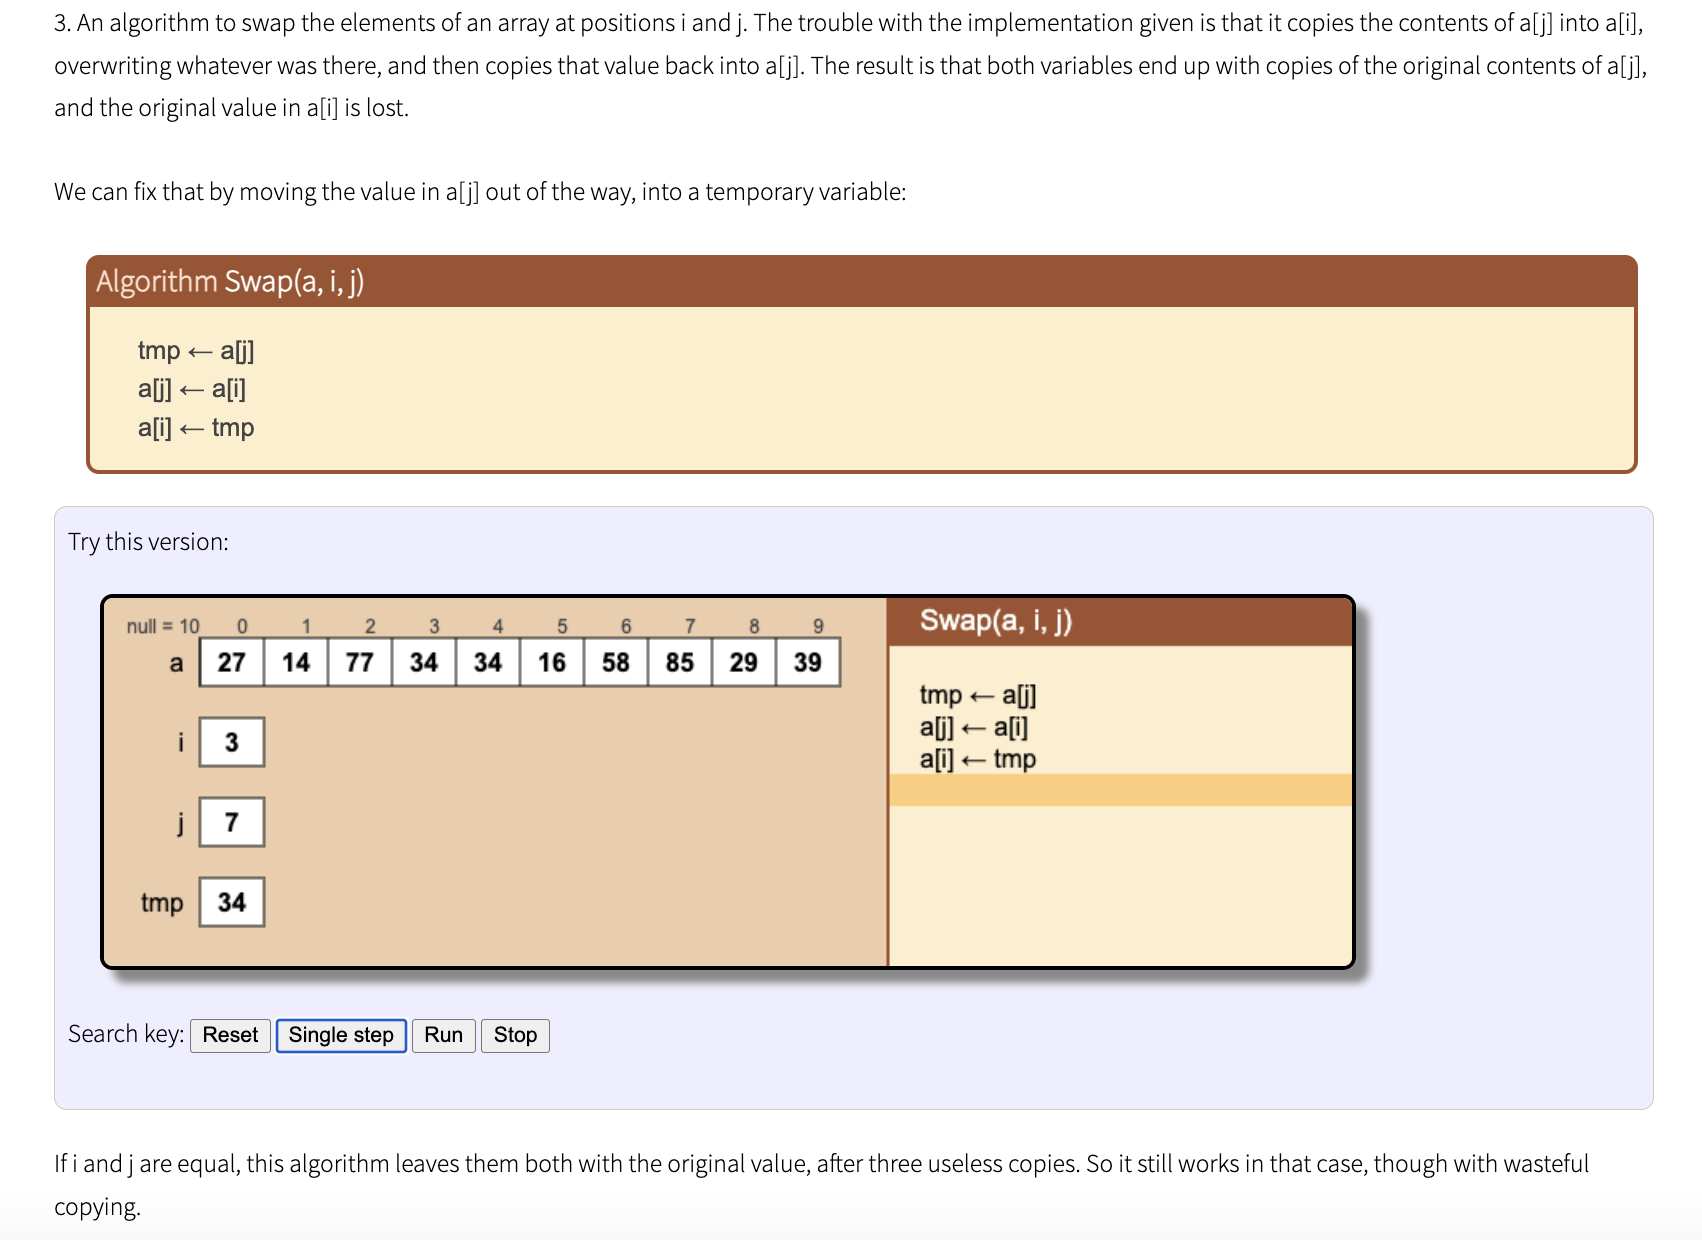 3. An algorithm to swap the elements of an array at positions i and j. The trouble with the implementation given is that it copies the contents of a[j] into a[i],
overwriting whatever was there, and then copies that value back into a[j]. The result is that both variables end up with copies of the original contents of a[j],
and the original value in a[i] is lost.
We can fix that by moving the value in a[j] out of the way, into a temporary variable:
Algorithm Swap(a, i, j)
tmp ← a[j]
a[j] ← a[i]
a[i] ← tmp
Try this version:
null = 10 0 1 2 3 4 5 6 7 8 9
a 27 14 77 34 34 16 58 85 29 39
i 3
j 7
tmp 34
Swap(a, i, j)
tmp ← a[j]
a[j] ← a[i]
a[i] ← tmp
Search key: Reset Single step Run Stop
If i and j are equal, this algorithm leaves them both with the original value, after three useless copies. So it still works in that case, though with wasteful
copying.